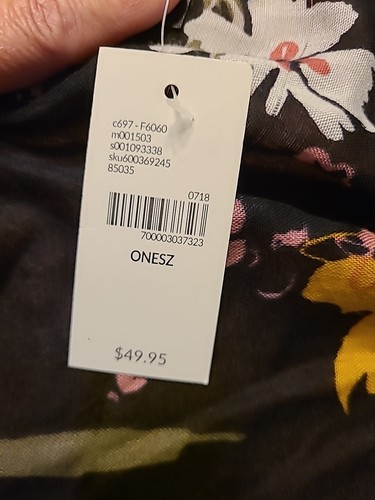 c697 - F6060
m001503
s001093338
sku600369245
85035
0718
700003037323
ONESZ
$49.95